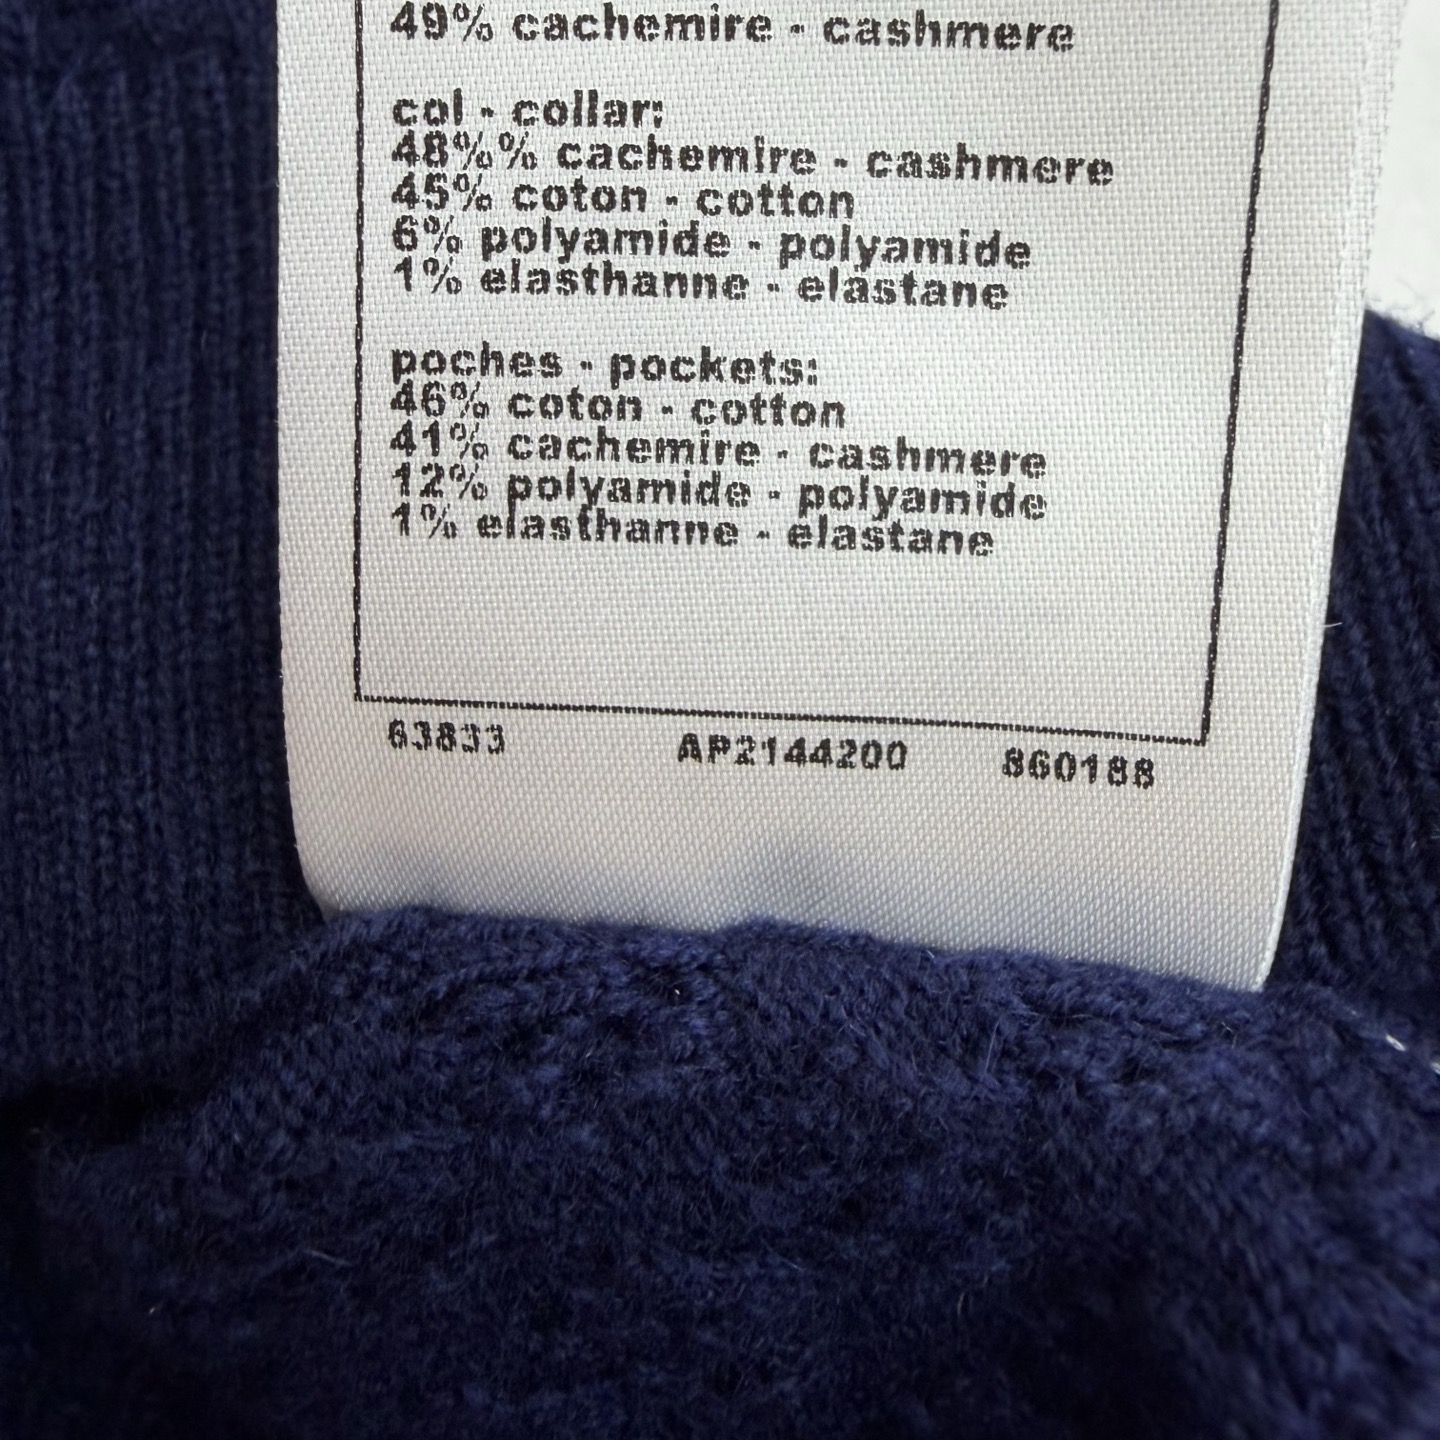 49% cachemire - cashmere
col - collar:
48%% cachemire - cashmere
45% coton - cotton
6% polyamide - polyamide
1% elasthanne - elastane
poches - pockets:
46% coton - cotton
41% cachemire - cashmere
12% polyamide - polyamide
1% elasthanne - elastane
63833 AP2144200 860188